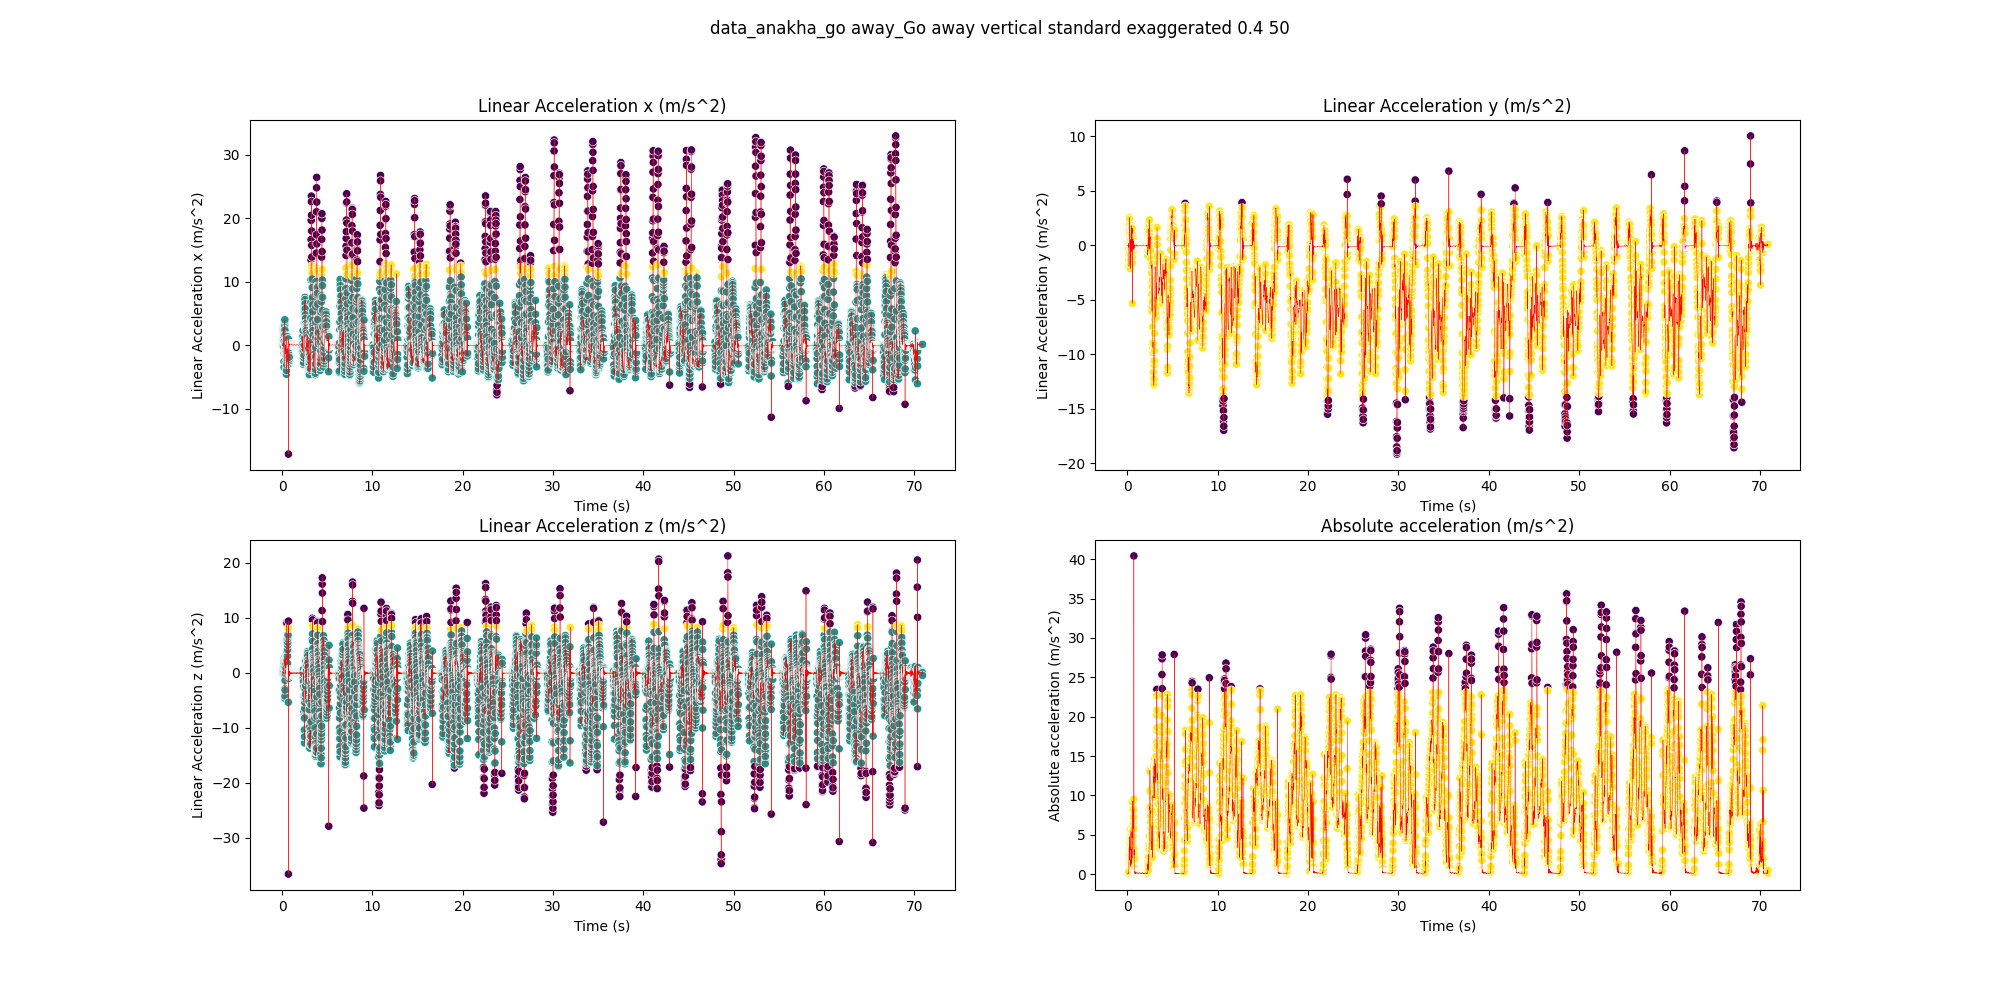 data_anakha_go away_Go away vertical standard exaggerated 0.4 50
Linear Acceleration x (m/s^2)
Linear Acceleration x (m/s^2)
30
20
10
0
−10
0 10 20 30 40 50 60 70
Time (s)
Linear Acceleration y (m/s^2)
Linear Acceleration y (m/s^2)
10
5
0
−5
−10
−15
−20
0 10 20 30 40 50 60 70
Time (s)
Linear Acceleration z (m/s^2)
Linear Acceleration z (m/s^2)
20
10
0
−10
−20
−30
0 10 20 30 40 50 60 70
Time (s)
Absolute acceleration (m/s^2)
Absolute acceleration (m/s^2)
40
35
30
25
20
15
10
5
0
0 10 20 30 40 50 60 70
Time (s)